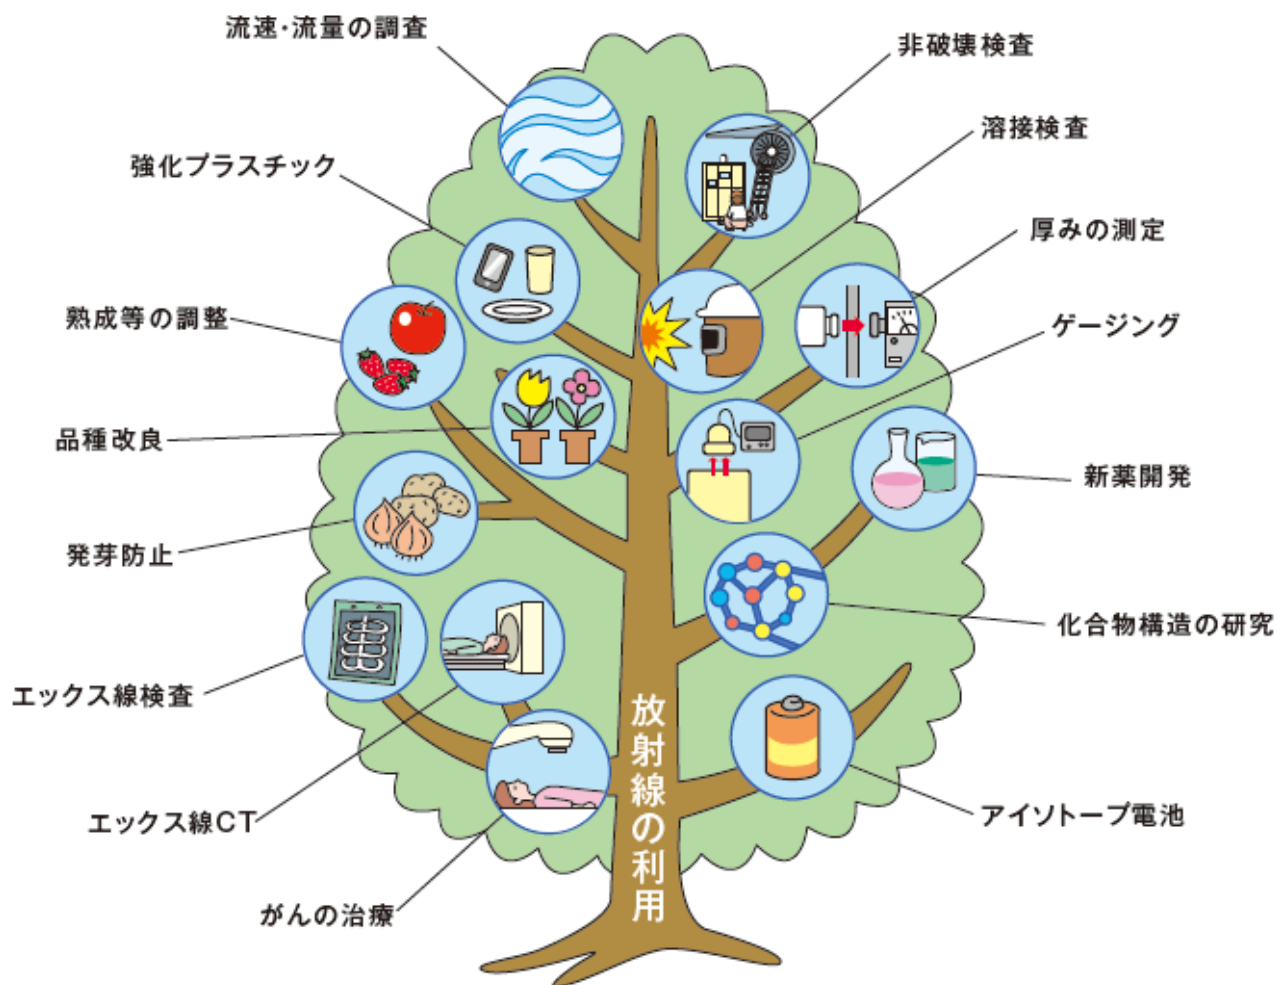 流速・流量の調査
非破壊検査
溶接検査
強化プラスチック
厚みの測定
熟成等の調整
ゲージング
品種改良
新薬開発
発芽防止
化合物構造の研究
エックス線検査
放射線の利用
エックス線CT
アイソトープ電池
がんの治療